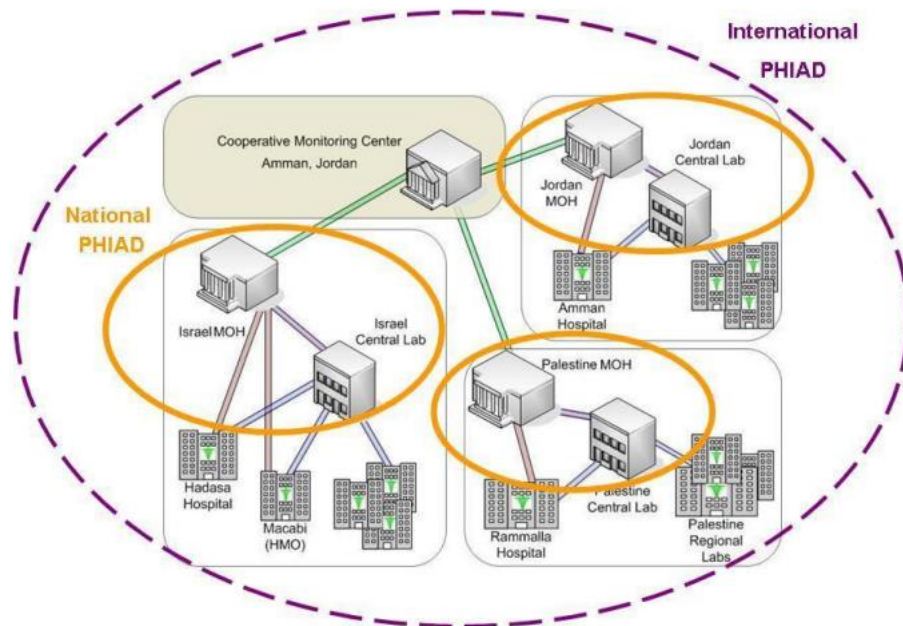 International
PHIAD
Cooperative Monitoring Center
Amman, Jordan
Jordan
Central Lab
Jordan
MOH
National
PHIAD
Amman
Hospital
Israel MOH
Israel
Central Lab
Palestine MOH
Hadasa
Hospital
Macabi
(HMO)
Rammalla
Hospital
Palestine
Central Lab
Palestine
Regional
Labs